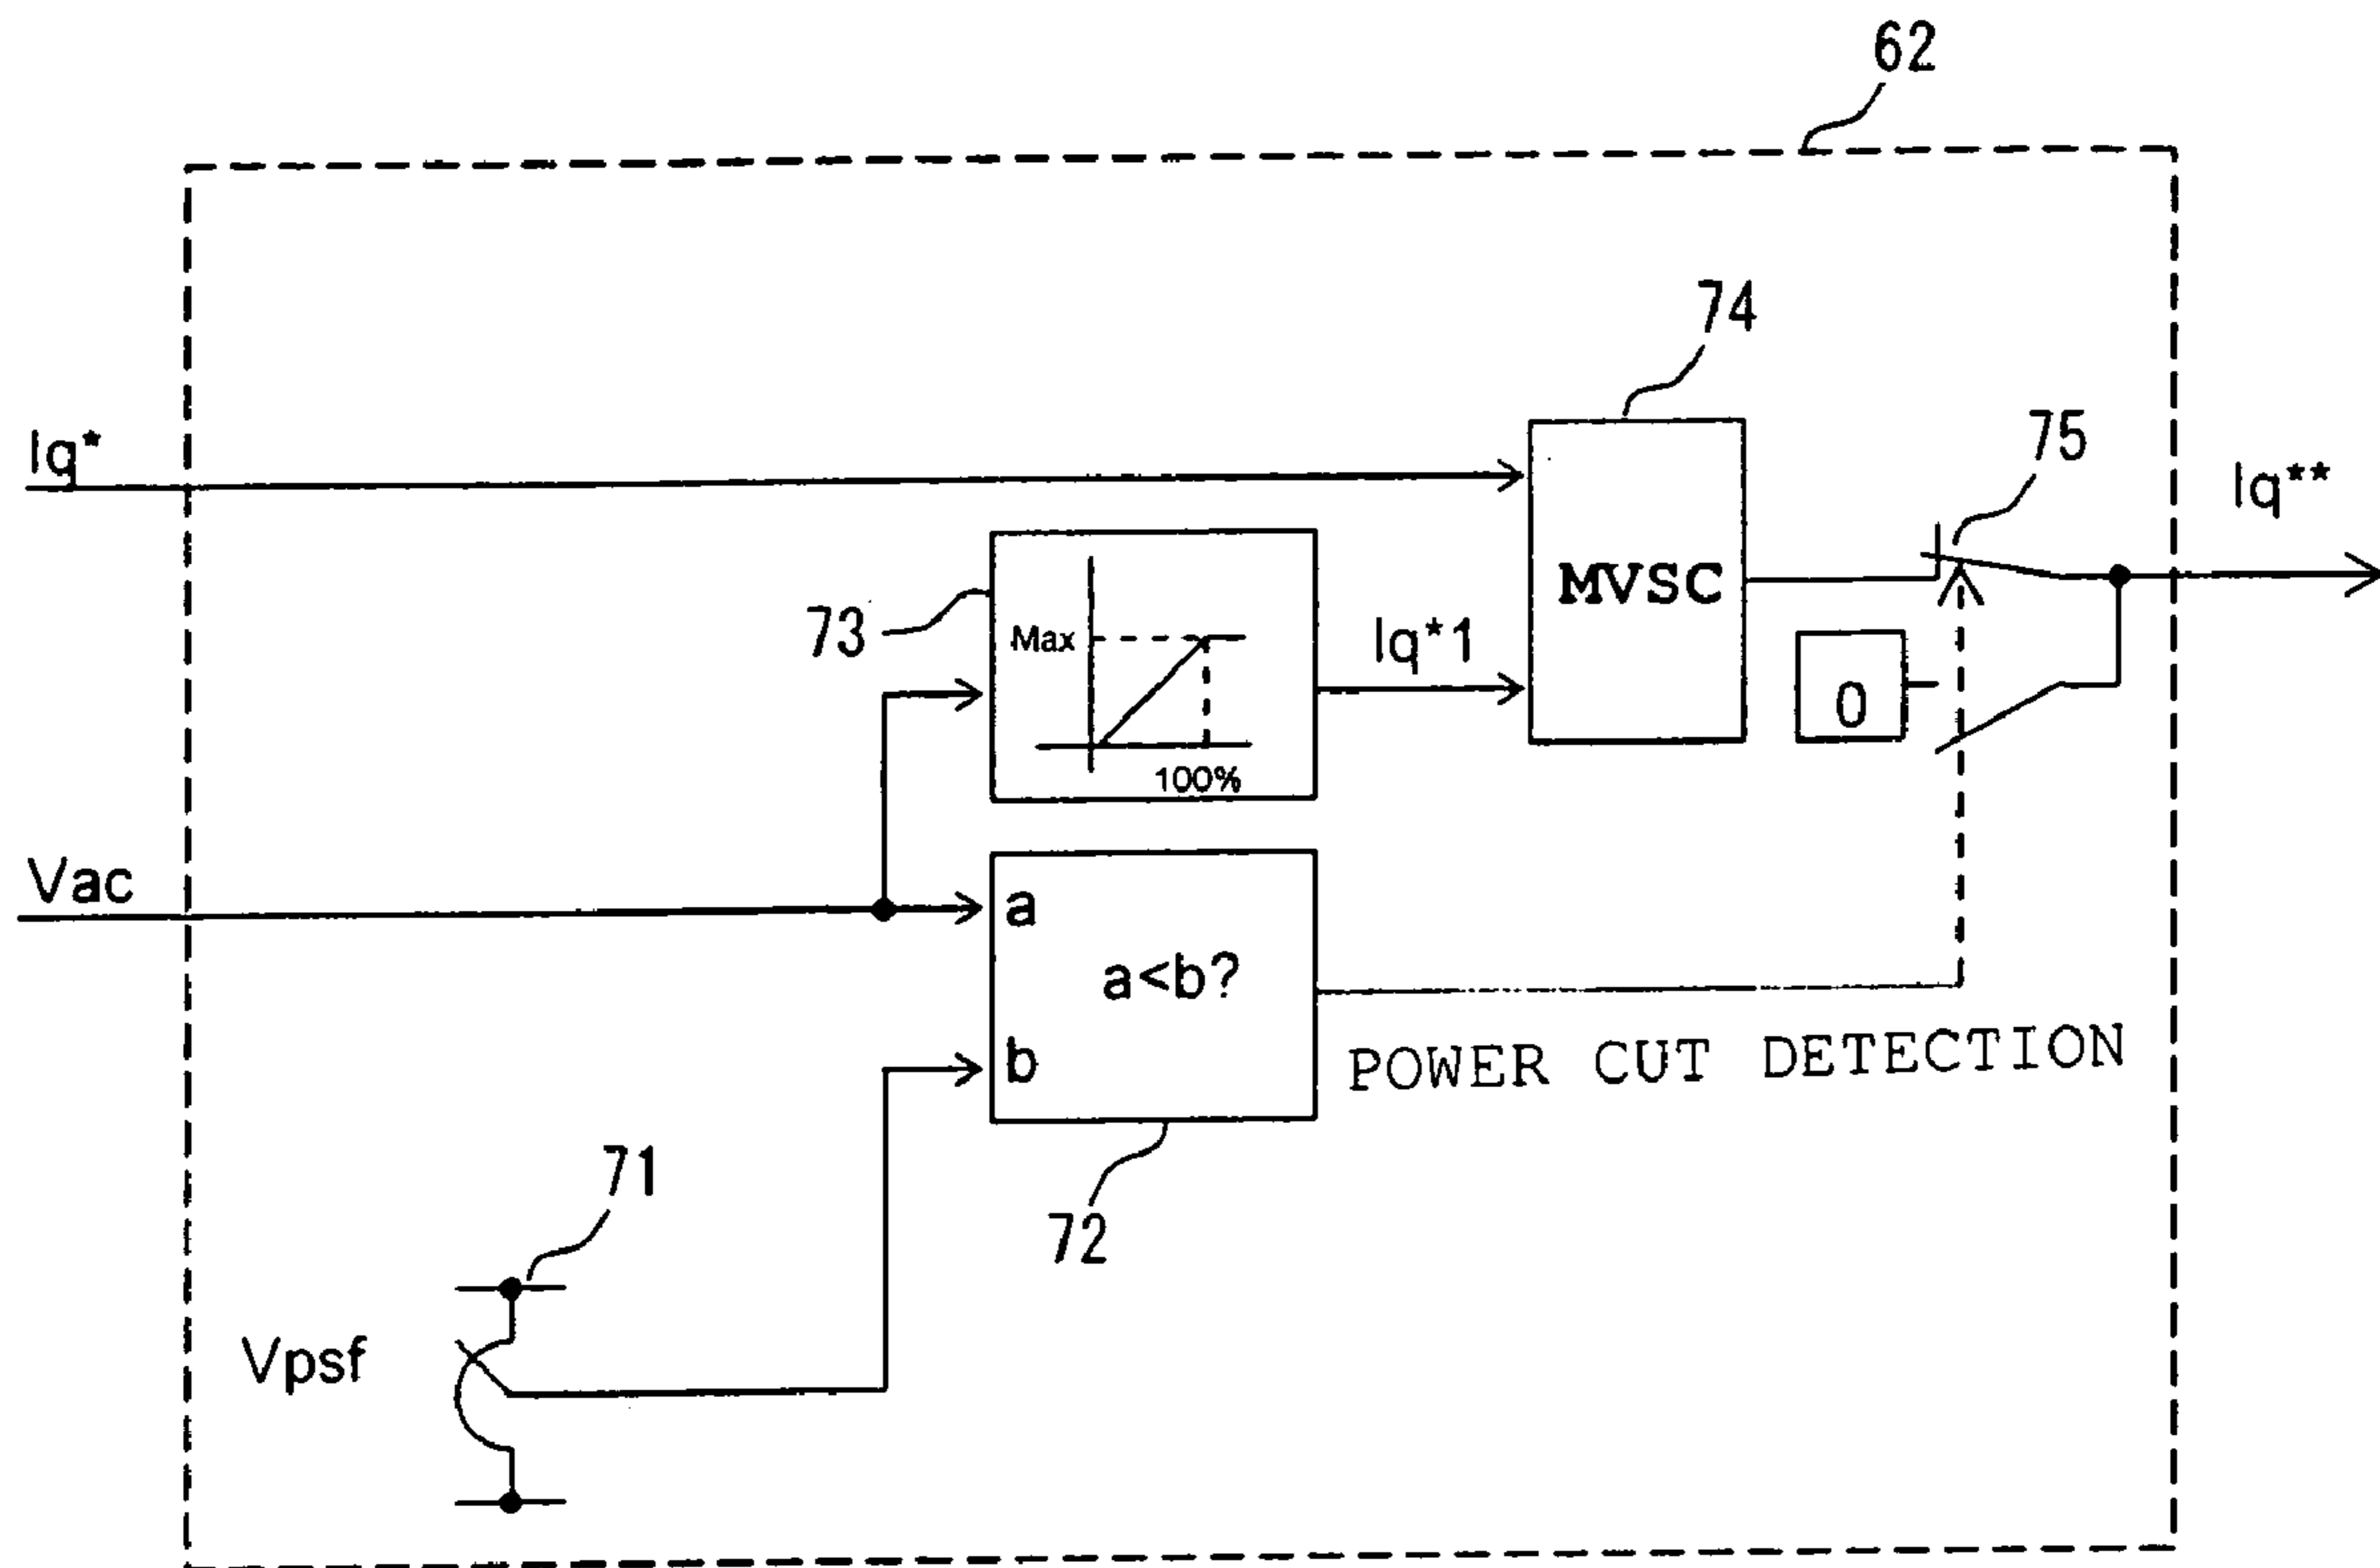 62
74
75
Iq*
Iq**
MVSC
73
Max
Iq*1
0
100%
Vac
a
a<b?
b
POWER CUT DETECTION
71
72
Vpsf